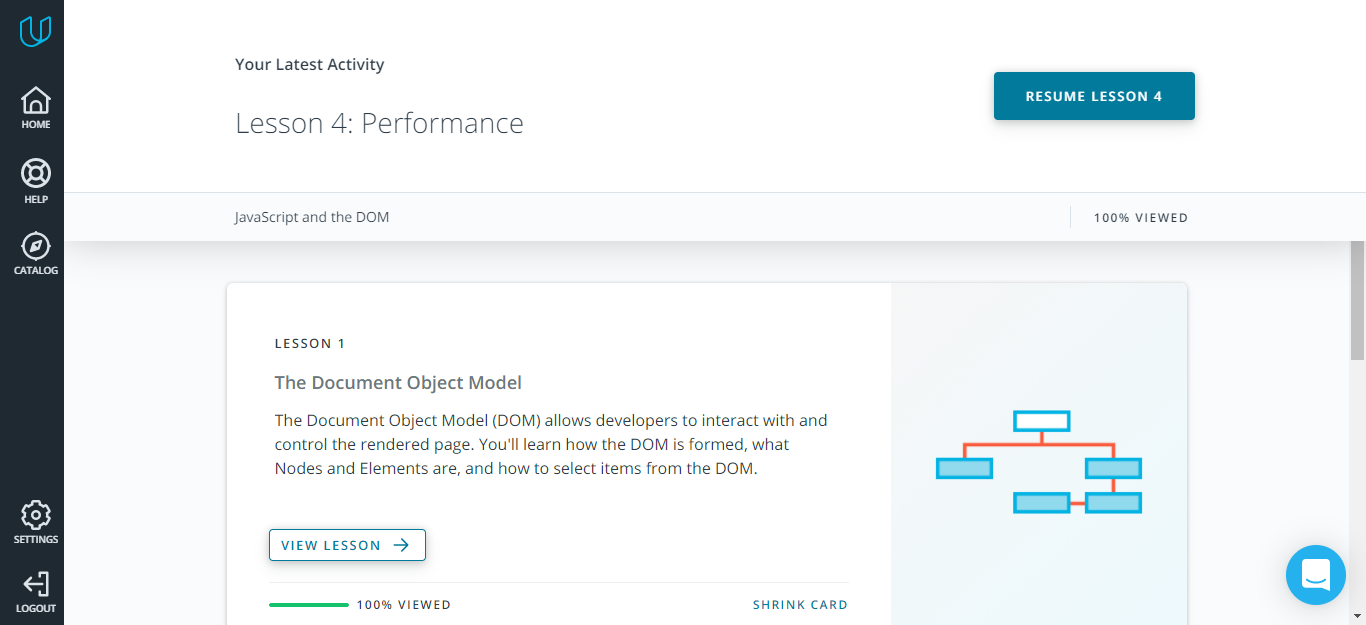 HOME
HELP
CATALOG
SETTINGS
LOGOUT
Your Latest Activity
Lesson 4: Performance
RESUME LESSON 4
JavaScript and the DOM
100% VIEWED
LESSON 1
The Document Object Model
The Document Object Model (DOM) allows developers to interact with and
control the rendered page. You'll learn how the DOM is formed, what
Nodes and Elements are, and how to select items from the DOM.
VIEW LESSON
100% VIEWED
SHRINK CARD